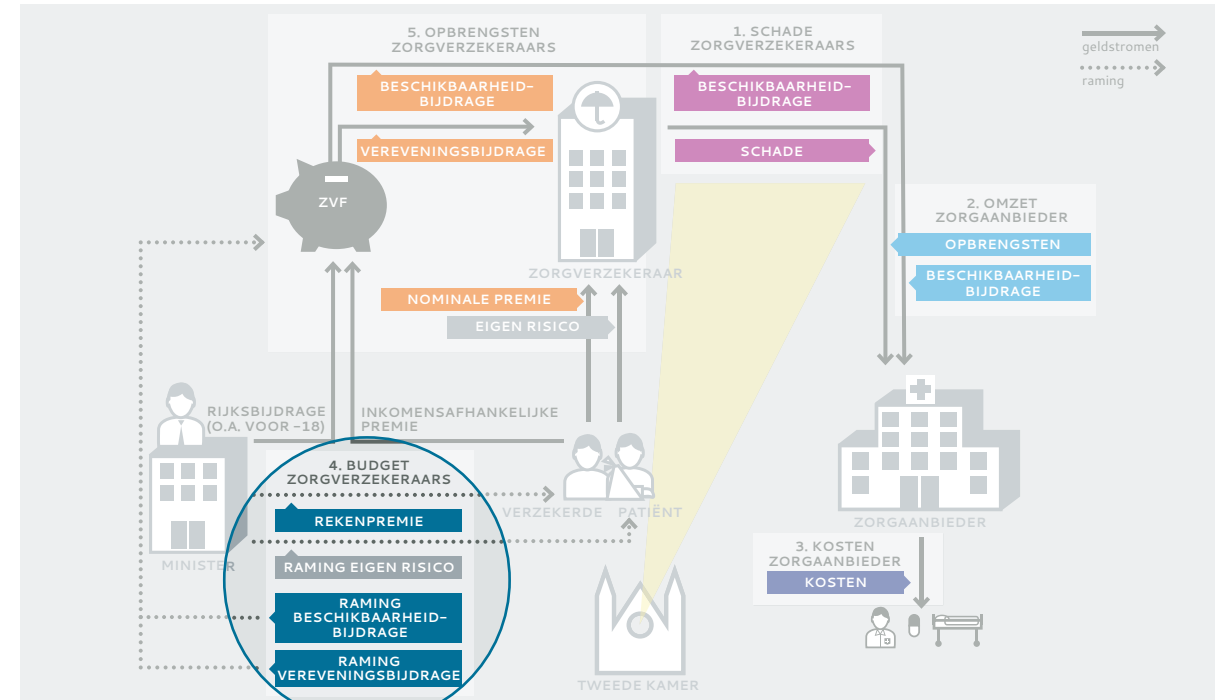 5. OPBRENGSTEN
ZORGVERZEKERAARS
1. SCHADE
ZORGVERZEKERAARS
geldstromen
raming
BESCHIKBAARHEID-
BIJDRAGE
BESCHIKBAARHEID-
BIJDRAGE
VEREVENINGSBIJDRAGE
SCHADE
ZVF
2. OMZET
ZORGAANBIEDER
OPBRENGSTEN
BESCHIKBAARHEID-
BIJDRAGE
ZORGVERZEKERAAR
NOMINALE PREMIE
EIGEN RISICO
RIJKSBIJDRAGE
(O.A. VOOR -18)
INKOMENSAFHANKELIJKE
PREMIE
4. BUDGET
ZORGVERZEKERAARS
VERZEKERDE
PATIËNT
REKENPREMIE
ZORGAANBIEDER
MINISTER
RAMING EIGEN RISICO
3. KOSTEN
ZORGAANBIEDER
KOSTEN
RAMING
BESCHIKBAARHEID-
BIJDRAGE
RAMING
VEREVENINGSBIJDRAGE
TWEEDE KAMER